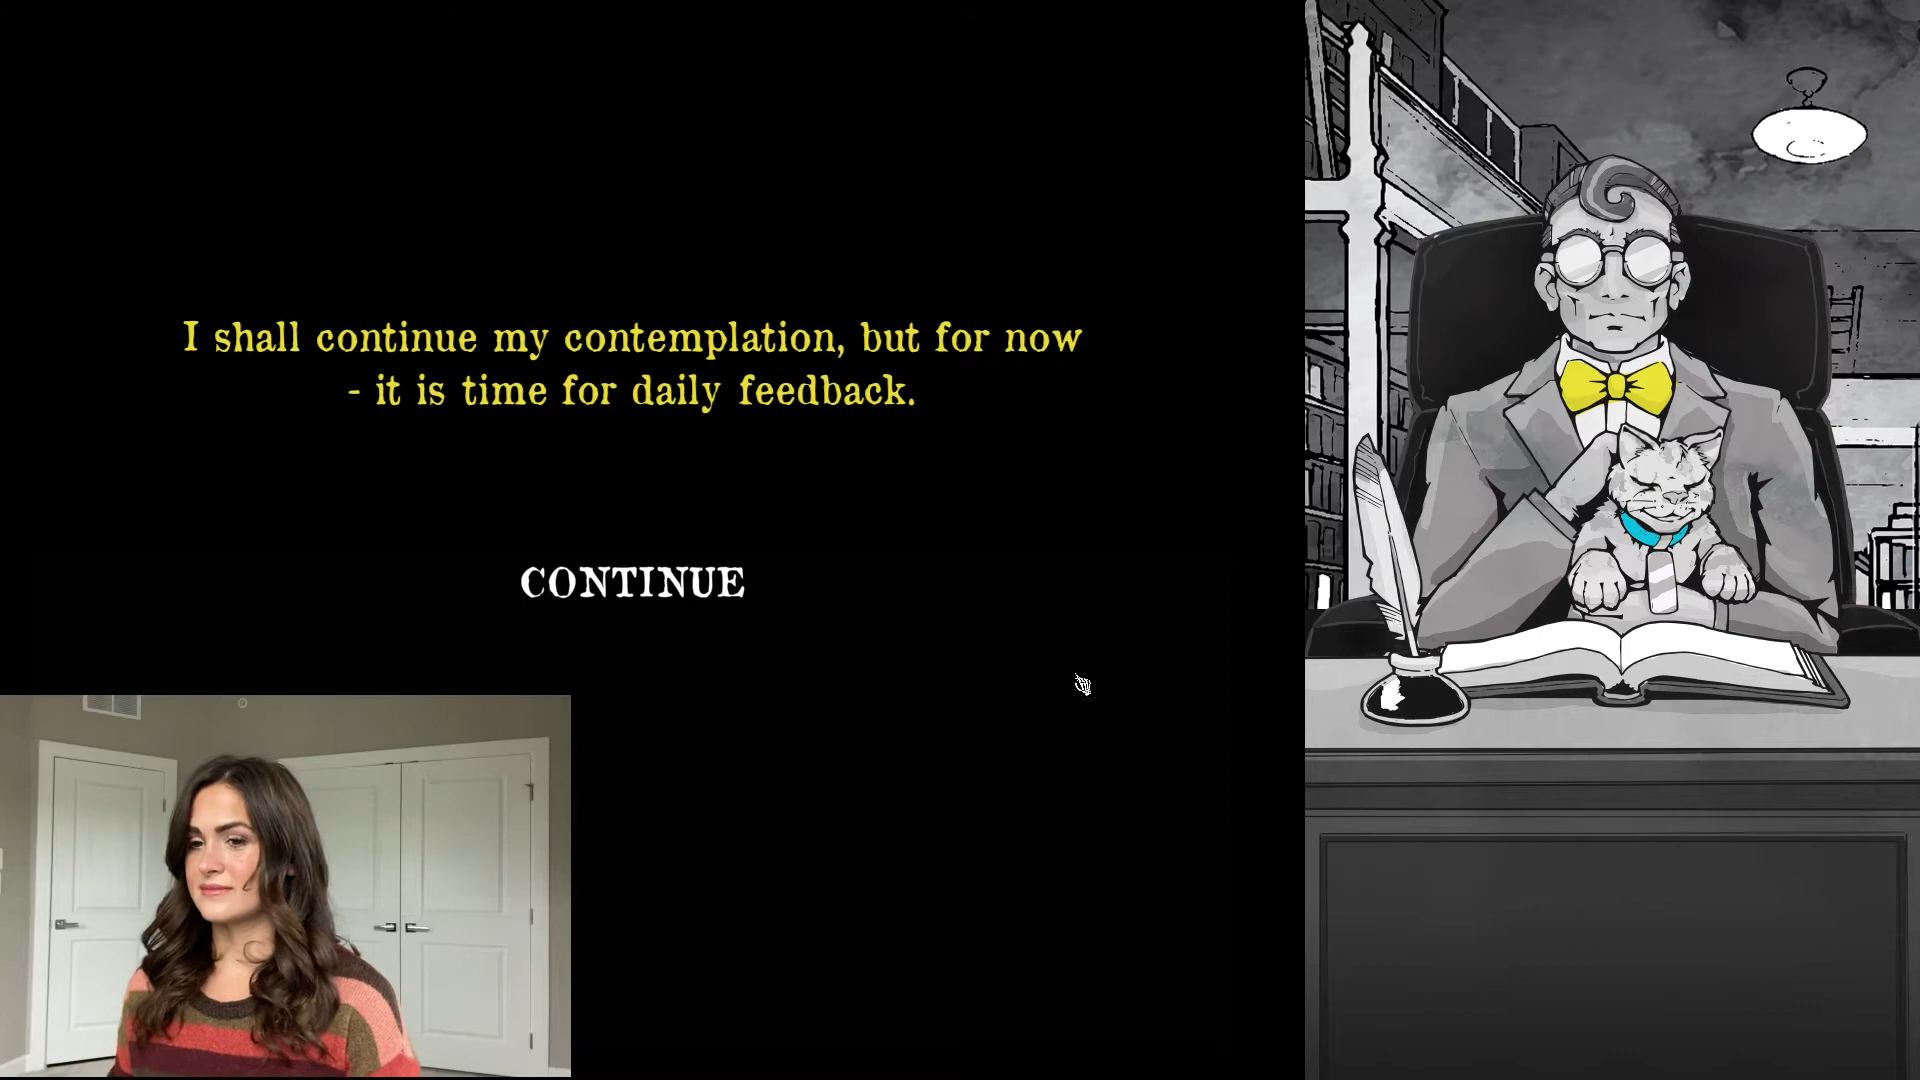 I shall continue my contemplation, but for now
- it is time for daily feedback.
CONTINUE